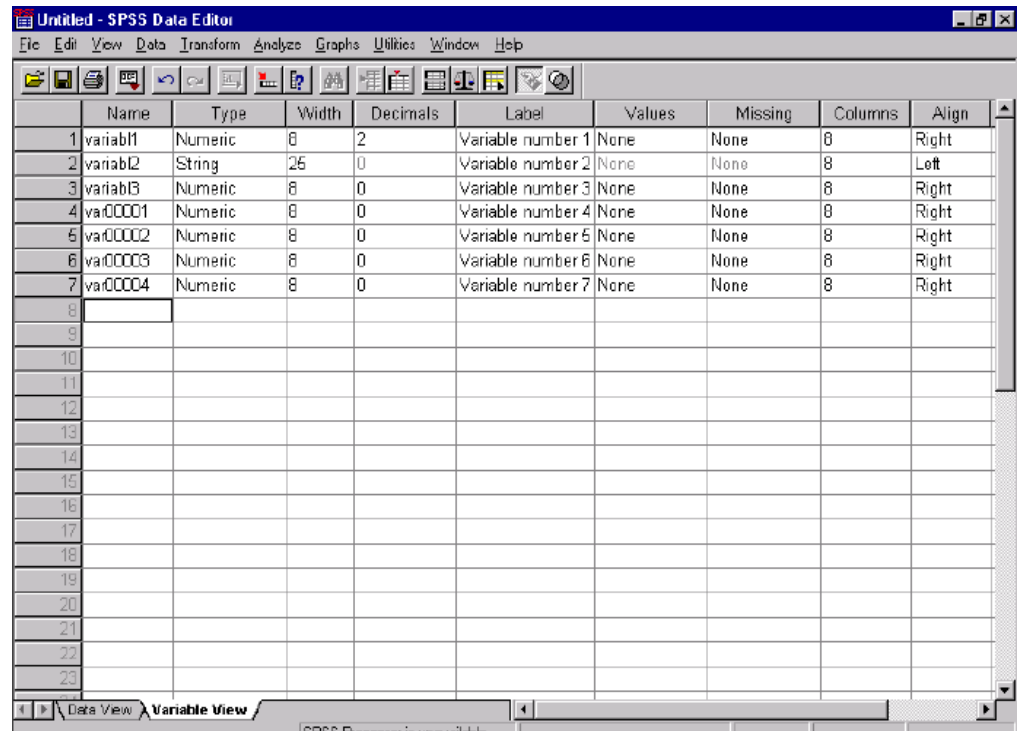 Untitled - SPSS Data Editor
File Edit View Data Transform Analyze Graphs Utilities Window Help
Name Type Width Decimals Label Values Missing Columns Align
1 variabl1 Numeric 8 2 Variable number 1 None None 8 Right
2 variabl2 String 25 0 Variable number 2 None None 8 Left
3 variabl3 Numeric 8 0 Variable number 3 None None 8 Right
4 var00001 Numeric 8 0 Variable number 4 None None 8 Right
5 var00002 Numeric 8 0 Variable number 5 None None 8 Right
6 var00003 Numeric 8 0 Variable number 6 None None 8 Right
7 var00004 Numeric 8 0 Variable number 7 None None 8 Right
8
9
10
11
12
13
14
15
16
17
18
19
20
21
22
23
Data View Variable View